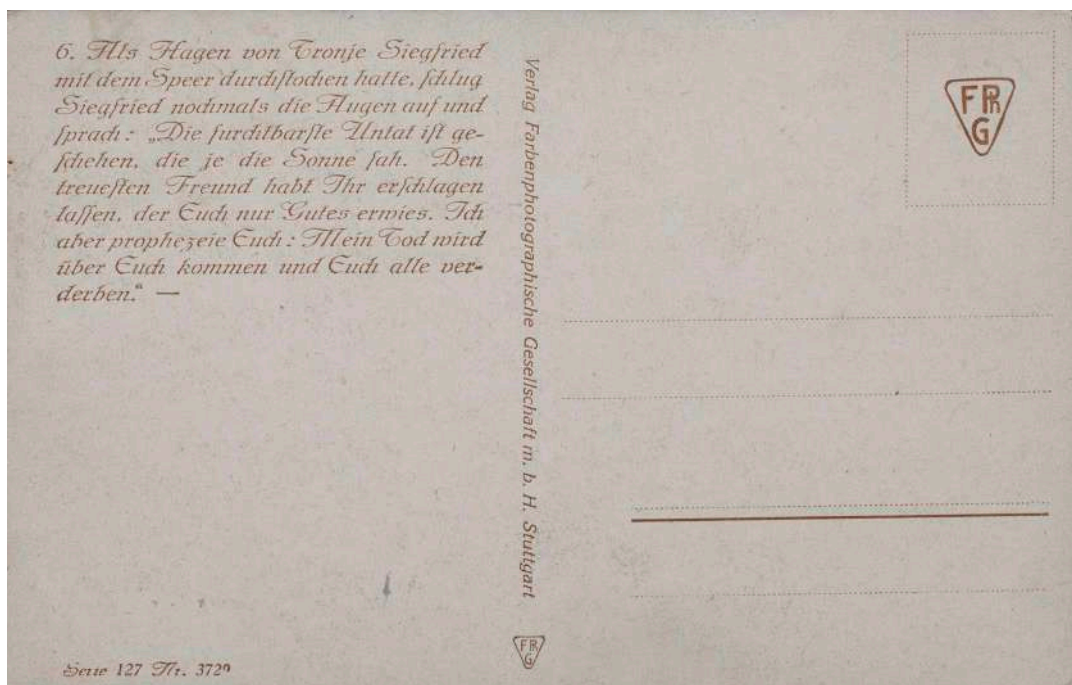 6. Als Hagen von Tronje Siegfried
mit dem Speer durchstochen hatte, schlug
Siegfried nochmals die Augen auf und
sprach: „Die furchtbarste Untat ist ge-
schehen, die je die Sonne sah. Den
treuesten Freund habt Ihr erschlagen
lassen, der Euch nur Gutes erwies. Ich
aber prophezeie Euch: Mein Tod wird
über Euch kommen und Euch alle ver-
derben.“ —
Serie 127 Nr. 3729
Verlag Farbenphotographische Gesellschaft m. b. H. Stuttgart
FPh
G
FPh
G